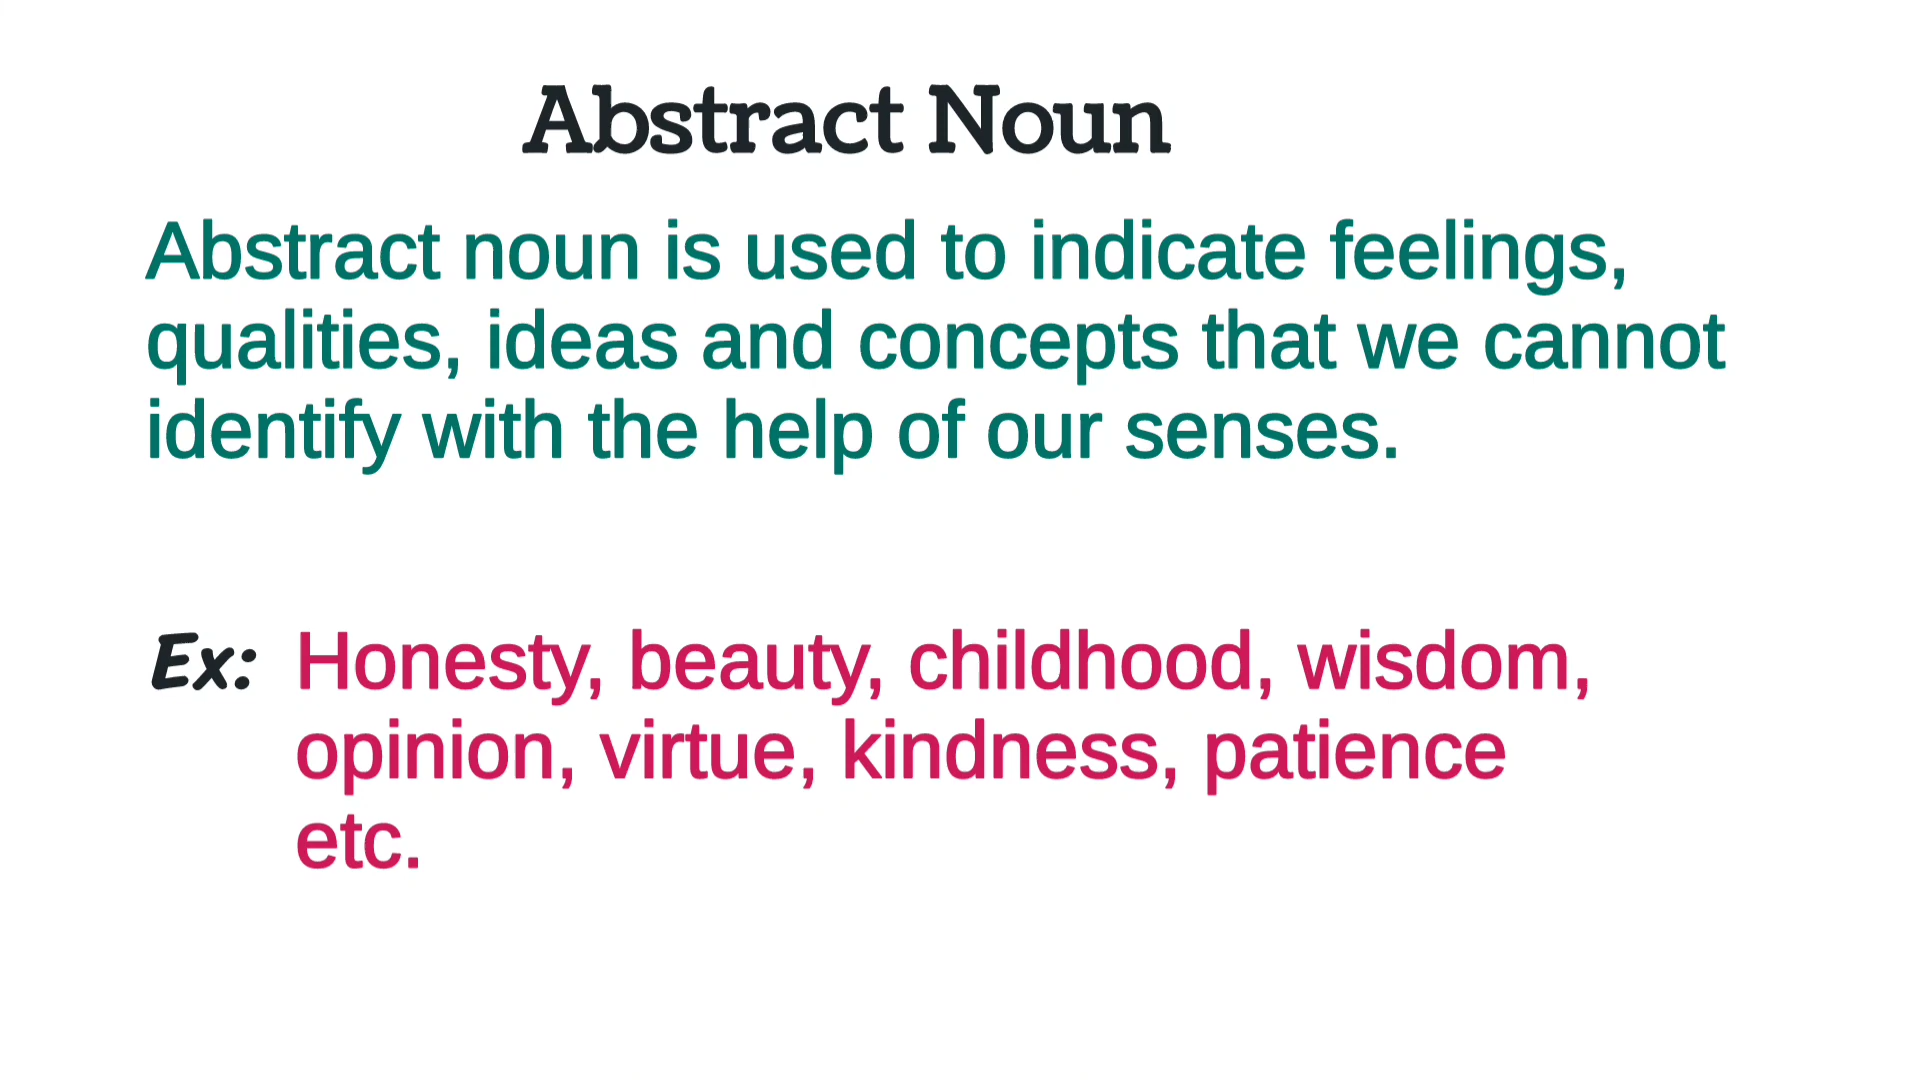 Abstract Noun
Abstract noun is used to indicate feelings,
qualities, ideas and concepts that we cannot
identify with the help of our senses.
Ex: Honesty, beauty, childhood, wisdom,
opinion, virtue, kindness, patience
etc.